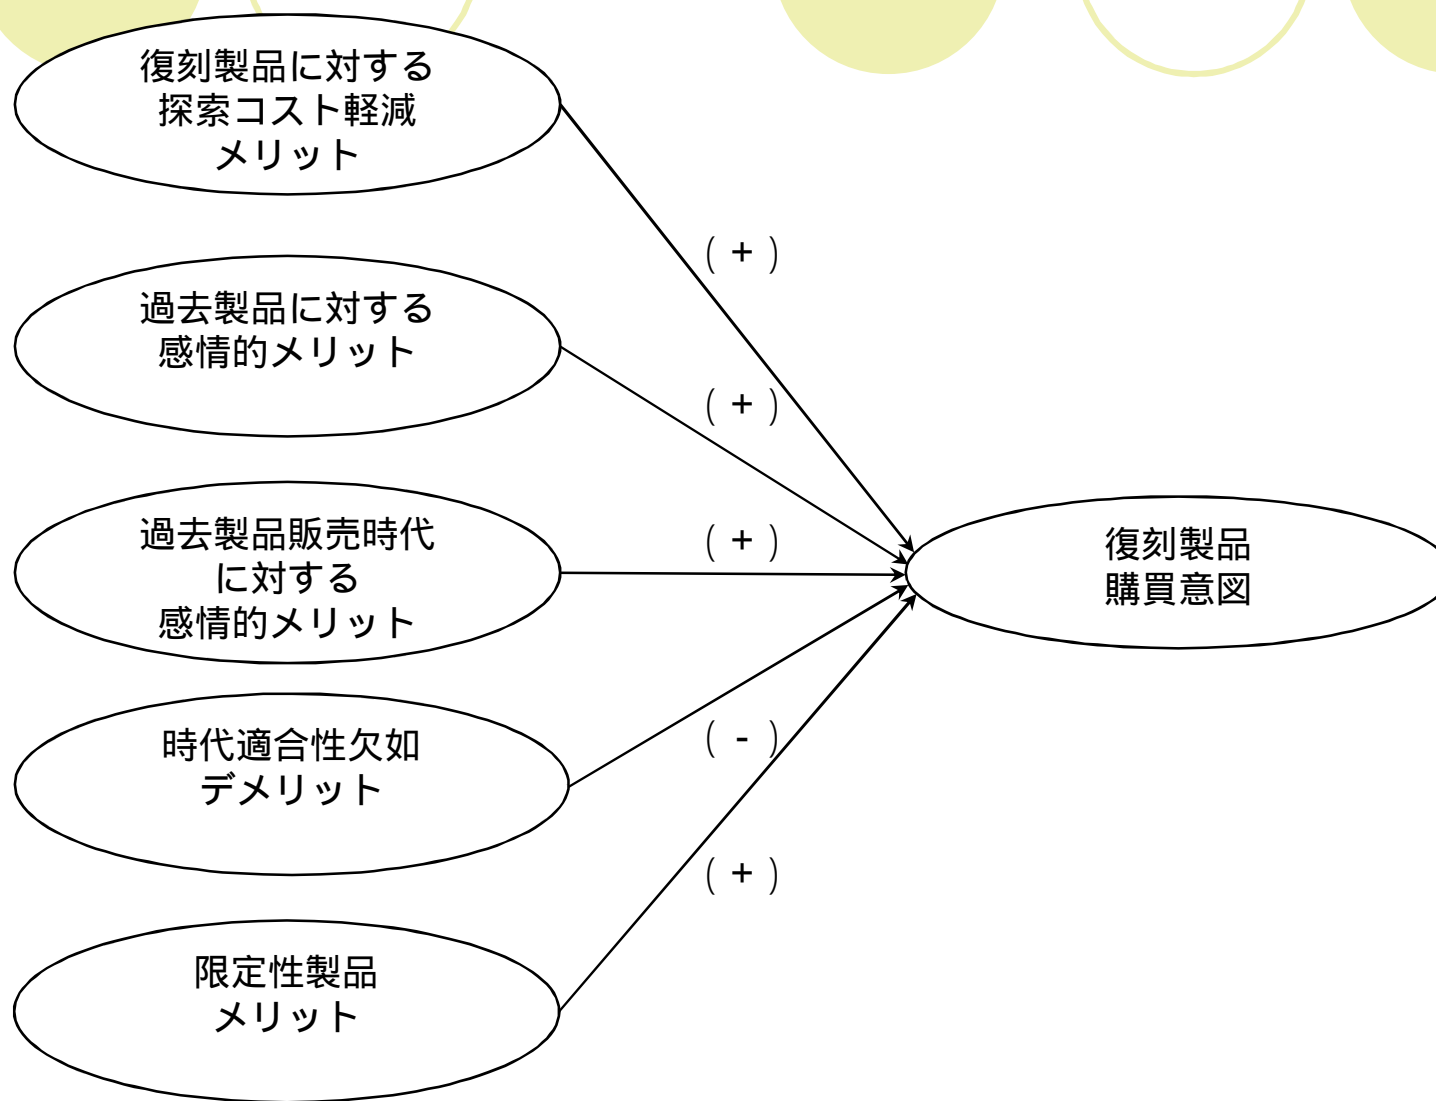 復刻製品に対する
探索コスト軽減
メリット
( + )
過去製品に対する
感情的メリット
( + )
過去製品販売時代
に対する
感情的メリット
( + )
復刻製品
購買意図
時代適合性欠如
デメリット
( - )
( + )
限定性製品
メリット